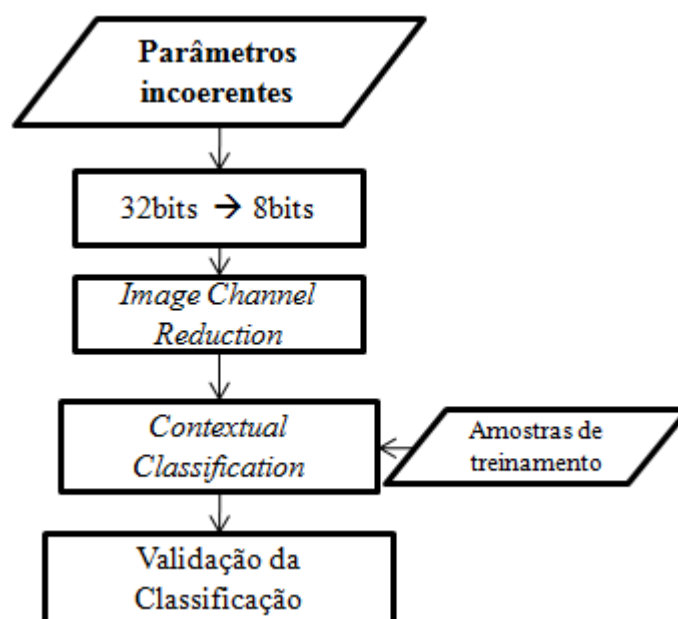 Parâmetros
incoerentes
32bits → 8bits
Image Channel
Reduction
Contextual
Classification
Amostras de
treinamento
Validação da
Classificação